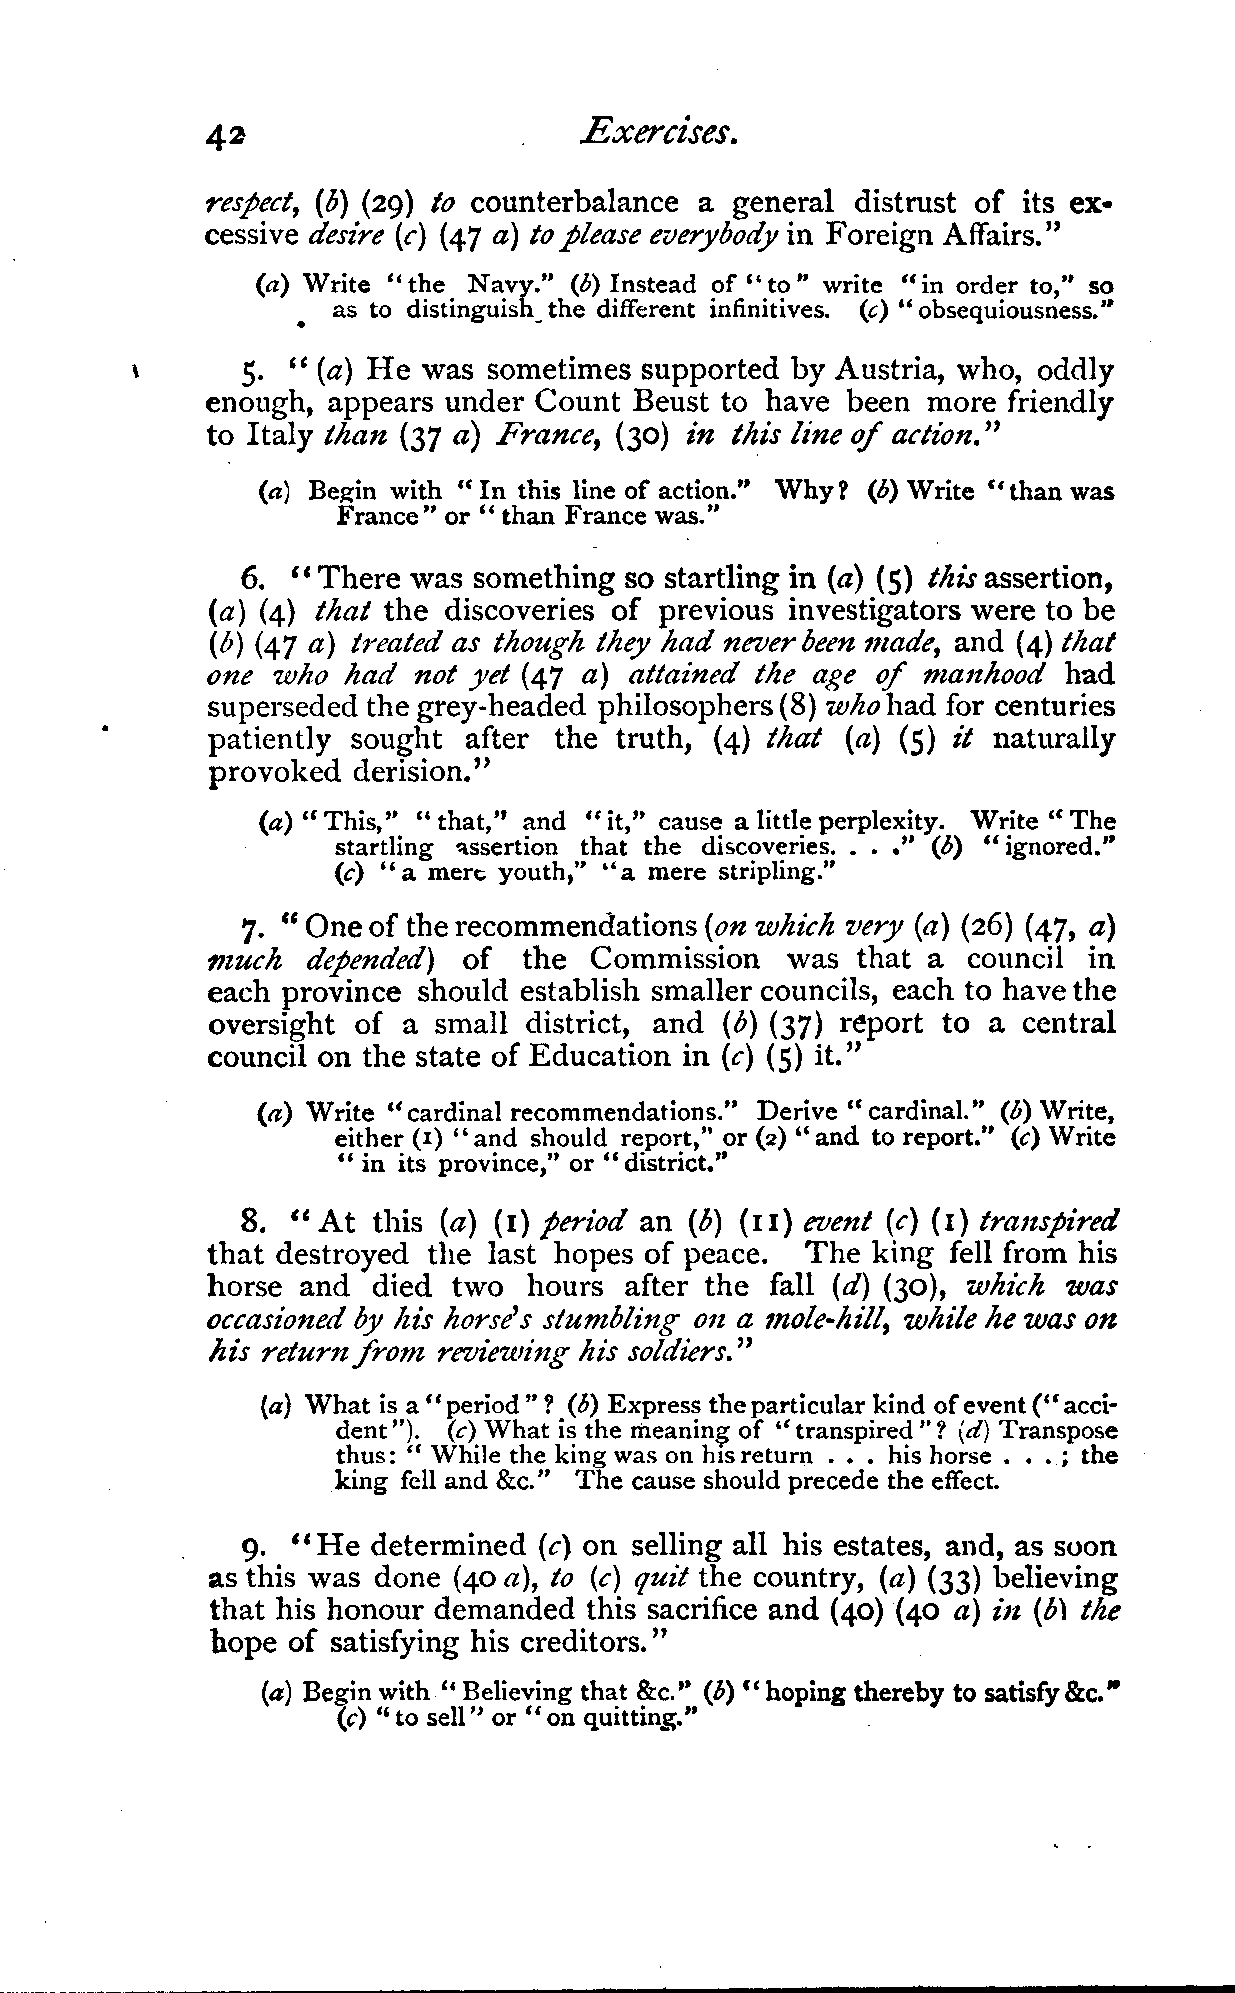 42 Exercises.
respect, (b) (29) to counterbalance a general distrust of its ex-
cessive desire (c) (47 a) to please everybody in Foreign Affairs."
(a) Write "the Navy." (b) Instead of "to" write "in order to," so
as to distinguish the different infinitives. (c) "obsequiousness."
5. "(a) He was sometimes supported by Austria, who, oddly
enough, appears under Count Beust to have been more friendly
to Italy than (37 a) France, (30) in this line of action."
(a) Begin with "In this line of action." Why? (b) Write "than was
France" or "than France was."
6. "There was something so startling in (a) (5) this assertion,
(a) (4) that the discoveries of previous investigators were to be
(b) (47 a) treated as though they had never been made, and (4) that
one who had not yet (47 a) attained the age of manhood had
superseded the grey-headed philosophers (8) who had for centuries
patiently sought after the truth, (4) that (a) (5) it naturally
provoked derision."
(a) "This," "that," and "it," cause a little perplexity. Write "The
startling assertion that the discoveries. . . ." (b) "ignored."
(c) "a mere youth," "a mere stripling."
7. "One of the recommendations (on which very (a) (26) (47, a)
much depended) of the Commission was that a council in
each province should establish smaller councils, each to have the
oversight of a small district, and (b) (37) report to a central
council on the state of Education in (c) (5) it."
(a) Write "cardinal recommendations." Derive "cardinal." (b) Write,
either (1) "and should report," or (2) "and to report." (c) Write
"in its province," or "district."
8. "At this (a) (1) period an (b) (11) event (c) (1) transpired
that destroyed the last hopes of peace. The king fell from his
horse and died two hours after the fall (d) (30), which was
occasioned by his horse's stumbling on a mole-hill, while he was on
his return from reviewing his soldiers."
(a) What is a "period"? (b) Express the particular kind of event ("acci-
dent"). (c) What is the meaning of "transpired"? (d) Transpose
thus: "While the king was on his return . . . his horse . . . ; the
king fell and &c." The cause should precede the effect.
9. "He determined (c) on selling all his estates, and, as soon
as this was done (40 a), to (c) quit the country, (a) (33) believing
that his honour demanded this sacrifice and (40) (40 a) in (b) the
hope of satisfying his creditors."
(a) Begin with "Believing that &c." (b) "hoping thereby to satisfy &c."
(c) "to sell" or "on quitting."